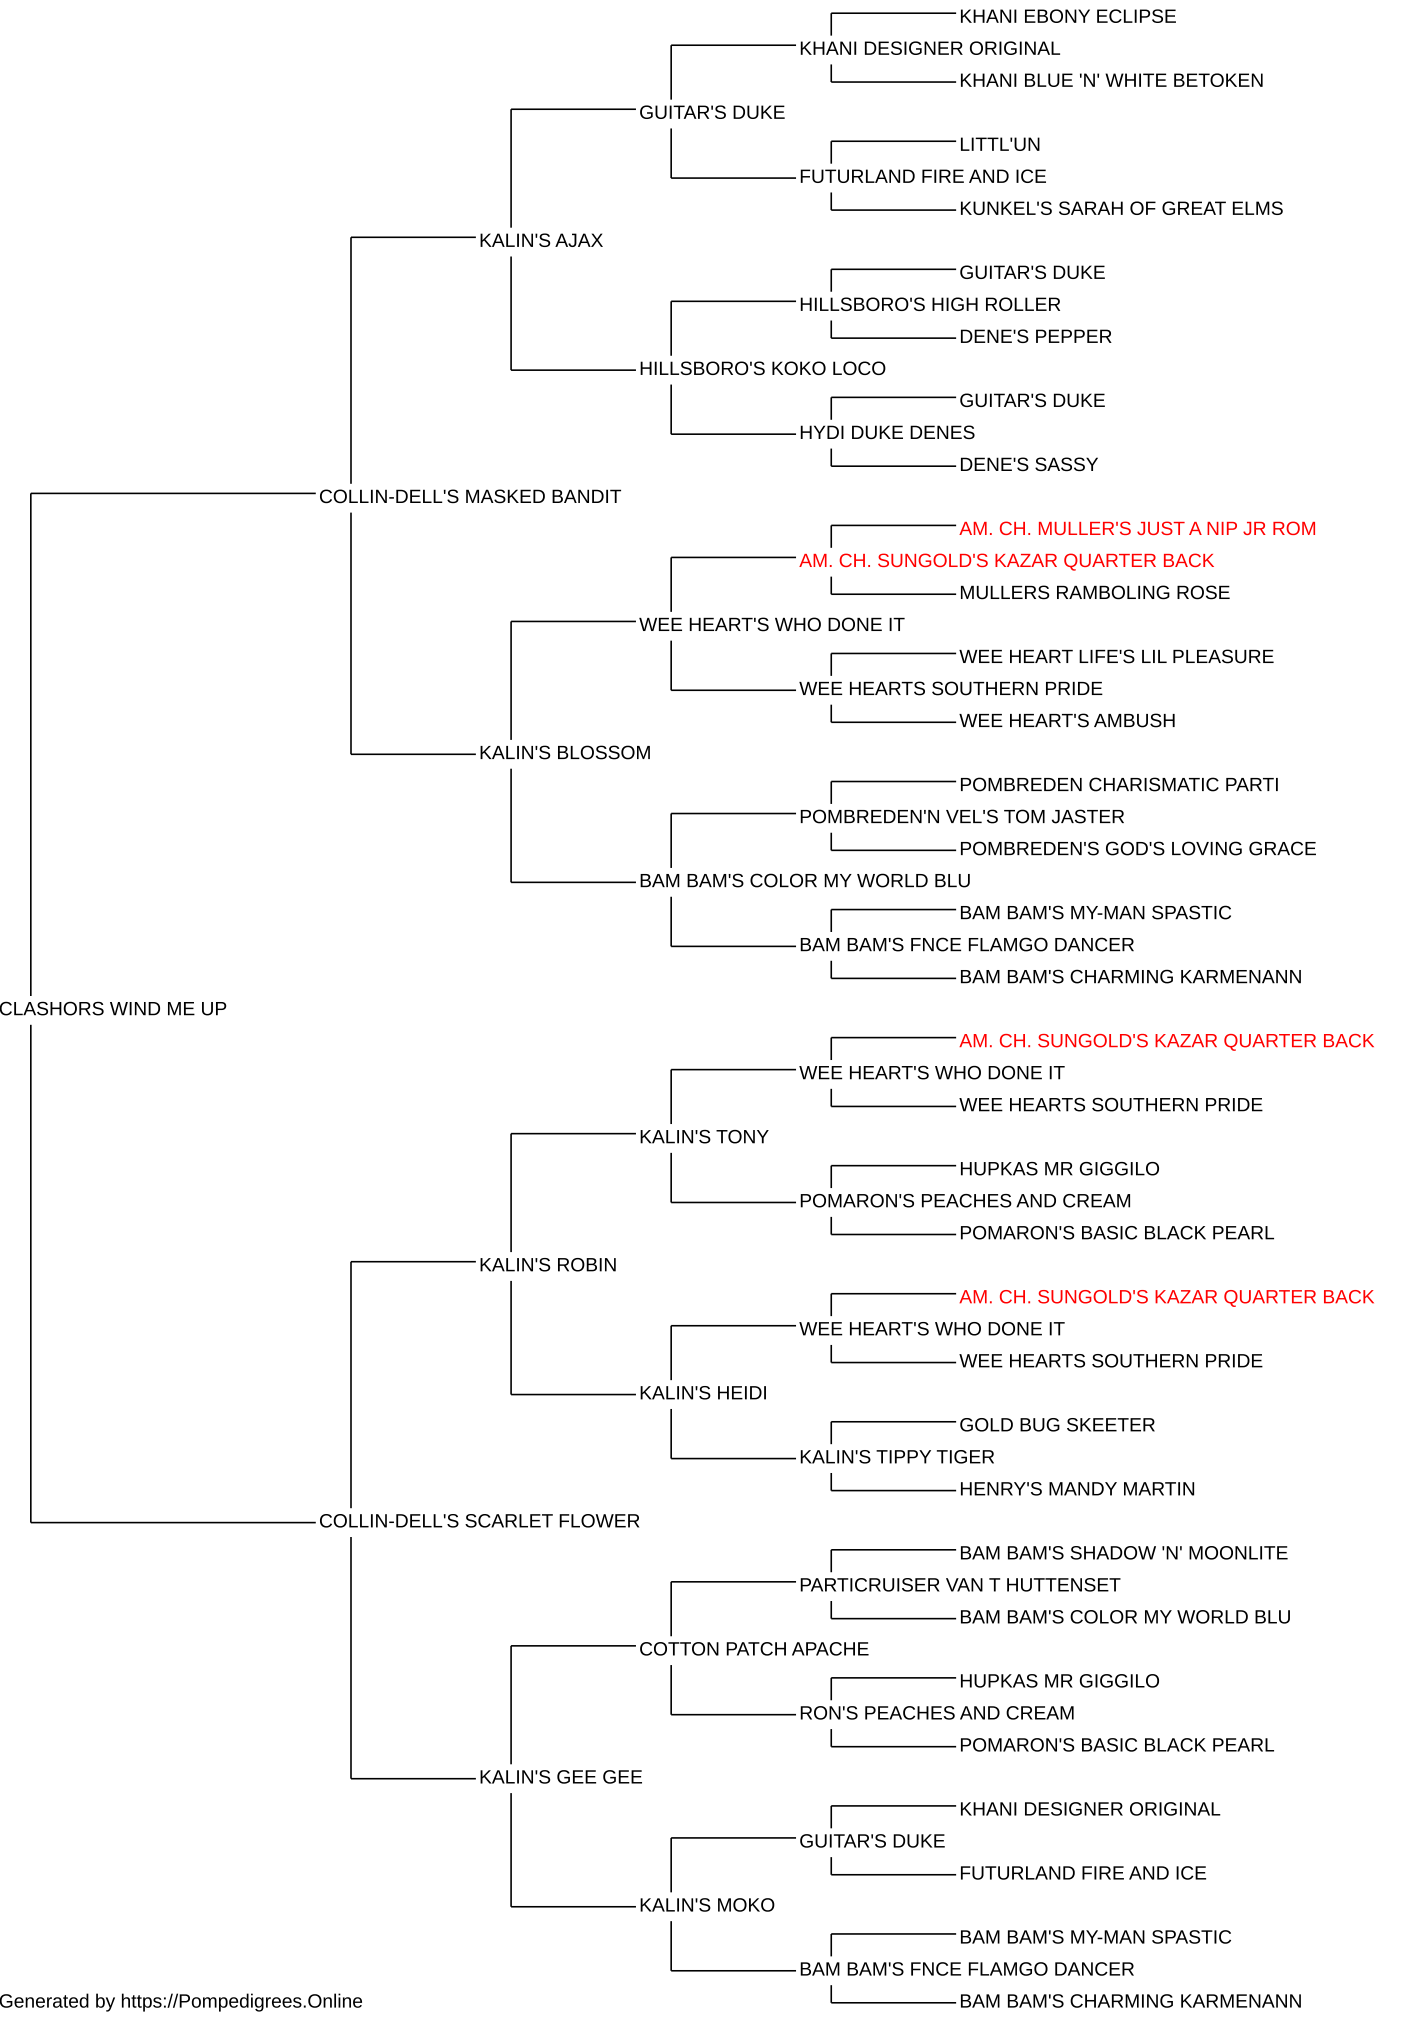 KHANI EBONY ECLIPSE
KHANI DESIGNER ORIGINAL
KHANI BLUE 'N' WHITE BETOKEN
GUITAR'S DUKE
LITTL'UN
FUTURLAND FIRE AND ICE
KUNKEL'S SARAH OF GREAT ELMS
KALIN'S AJAX
GUITAR'S DUKE
HILLSBORO'S HIGH ROLLER
DENE'S PEPPER
HILLSBORO'S KOKO LOCO
GUITAR'S DUKE
HYDI DUKE DENES
DENE'S SASSY
COLLIN-DELL'S MASKED BANDIT
AM. CH. MULLER'S JUST A NIP JR ROM
AM. CH. SUNGOLD'S KAZAR QUARTER BACK
MULLERS RAMBOLING ROSE
WEE HEART'S WHO DONE IT
WEE HEART LIFE'S LIL PLEASURE
WEE HEARTS SOUTHERN PRIDE
WEE HEART'S AMBUSH
KALIN'S BLOSSOM
POMBREDEN CHARISMATIC PARTI
POMBREDEN'N VEL'S TOM JASTER
POMBREDEN'S GOD'S LOVING GRACE
BAM BAM'S COLOR MY WORLD BLU
BAM BAM'S MY-MAN SPASTIC
BAM BAM'S FNCE FLAMGO DANCER
BAM BAM'S CHARMING KARMENANN
CLASHORS WIND ME UP
AM. CH. SUNGOLD'S KAZAR QUARTER BACK
WEE HEART'S WHO DONE IT
WEE HEARTS SOUTHERN PRIDE
KALIN'S TONY
HUPKAS MR GIGGILO
POMARON'S PEACHES AND CREAM
POMARON'S BASIC BLACK PEARL
KALIN'S ROBIN
AM. CH. SUNGOLD'S KAZAR QUARTER BACK
WEE HEART'S WHO DONE IT
WEE HEARTS SOUTHERN PRIDE
KALIN'S HEIDI
GOLD BUG SKEETER
KALIN'S TIPPY TIGER
HENRY'S MANDY MARTIN
COLLIN-DELL'S SCARLET FLOWER
BAM BAM'S SHADOW 'N' MOONLITE
PARTICRUISER VAN T HUTTENSET
BAM BAM'S COLOR MY WORLD BLU
COTTON PATCH APACHE
HUPKAS MR GIGGILO
RON'S PEACHES AND CREAM
POMARON'S BASIC BLACK PEARL
KALIN'S GEE GEE
KHANI DESIGNER ORIGINAL
GUITAR'S DUKE
FUTURLAND FIRE AND ICE
KALIN'S MOKO
BAM BAM'S MY-MAN SPASTIC
BAM BAM'S FNCE FLAMGO DANCER
BAM BAM'S CHARMING KARMENANN
Generated by https://Pompedigrees.Online